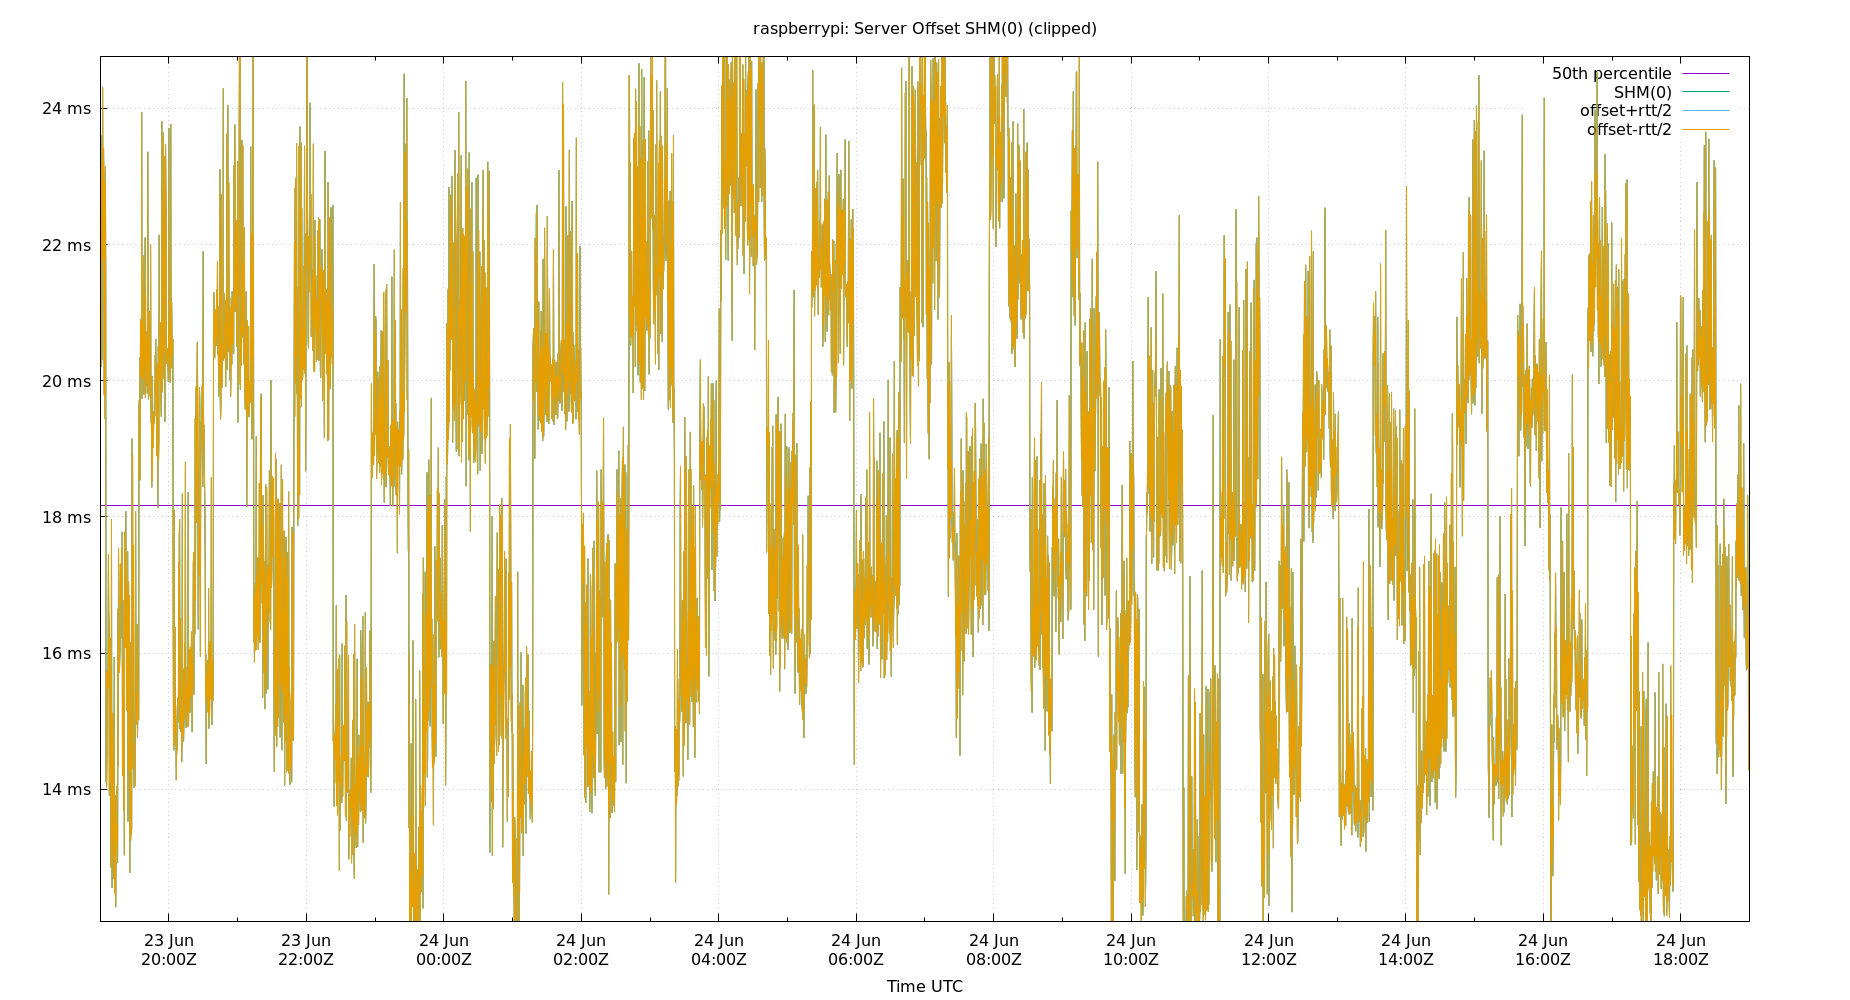 raspberrypi: Server Offset SHM(0) (clipped)
50th percentile
SHM(0)
offset+rtt/2
offset-rtt/2
24 ms
22 ms
20 ms
18 ms
16 ms
14 ms
23 Jun 23 Jun 24 Jun 24 Jun 24 Jun 24 Jun 24 Jun 24 Jun 24 Jun 24 Jun 24 Jun 24 Jun
20:00Z 22:00Z 00:00Z 02:00Z 04:00Z 06:00Z 08:00Z 10:00Z 12:00Z 14:00Z 16:00Z 18:00Z
Time UTC